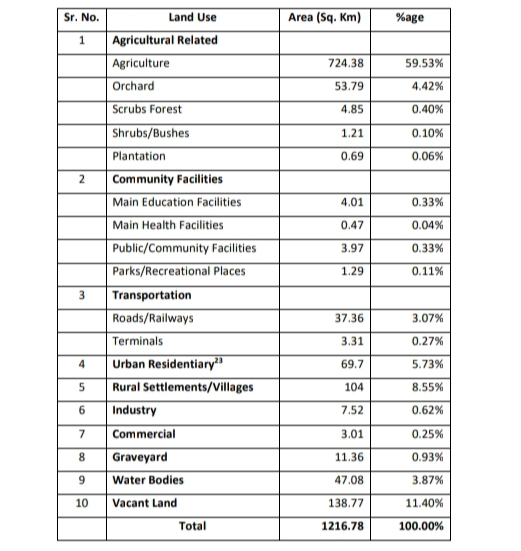 Sr. No. Land Use Area (Sq. Km) %age
1 Agricultural Related
Agriculture 724.38 59.53%
Orchard 53.79 4.42%
Scrubs Forest 4.85 0.40%
Shrubs/Bushes 1.21 0.10%
Plantation 0.69 0.06%
2 Community Facilities
Main Education Facilities 4.01 0.33%
Main Health Facilities 0.47 0.04%
Public/Community Facilities 3.97 0.33%
Parks/Recreational Places 1.29 0.11%
3 Transportation
Roads/Railways 37.36 3.07%
Terminals 3.31 0.27%
4 Urban Residentiary²³ 69.7 5.73%
5 Rural Settlements/Villages 104 8.55%
6 Industry 7.52 0.62%
7 Commercial 3.01 0.25%
8 Graveyard 11.36 0.93%
9 Water Bodies 47.08 3.87%
10 Vacant Land 138.77 11.40%
Total 1216.78 100.00%